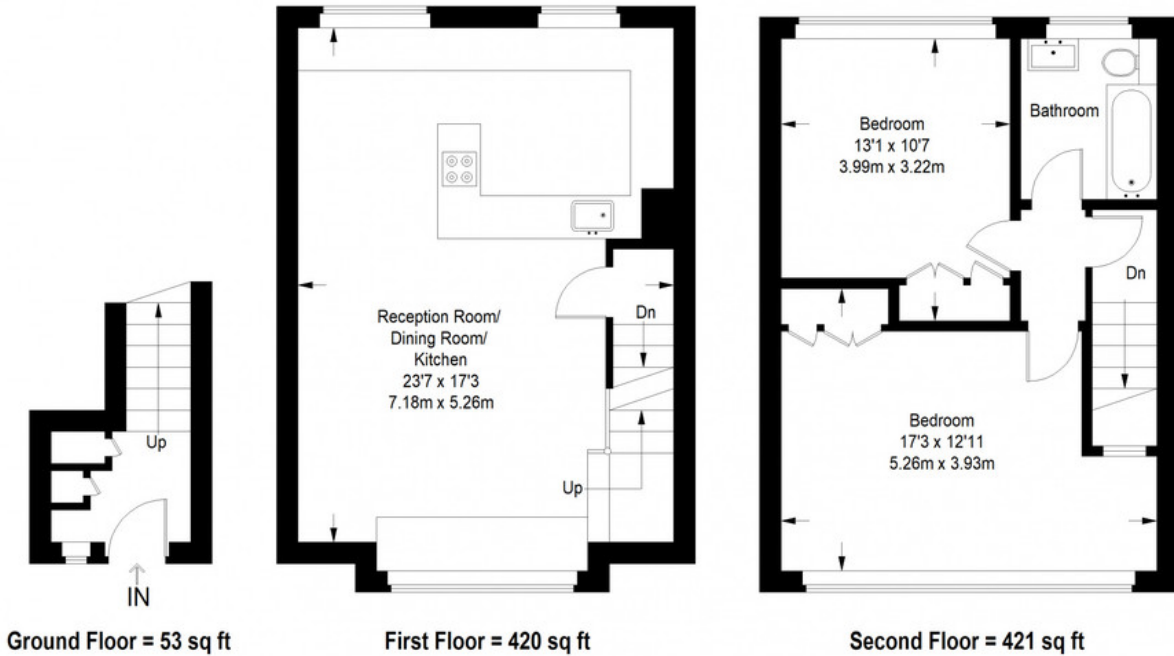 Up
IN
Ground Floor = 53 sq ft
Reception Room/
Dining Room/
Kitchen
23'7 x 17'3
7.18m x 5.26m
Dn
Up
First Floor = 420 sq ft
Bedroom
13'1 x 10'7
3.99m x 3.22m
Bathroom
Dn
Bedroom
17'3 x 12'11
5.26m x 3.93m
Second Floor = 421 sq ft